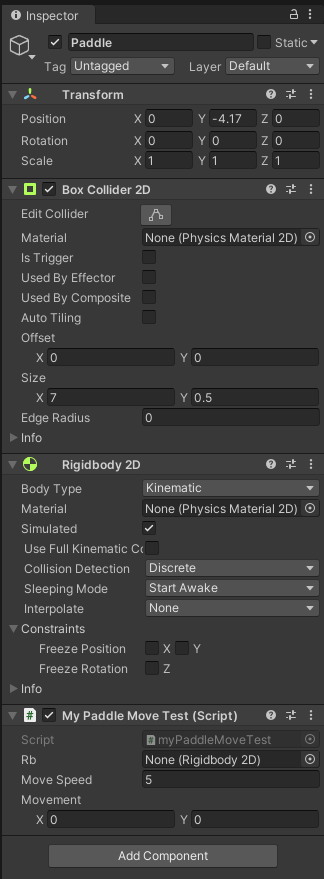 Inspector
Paddle Static
Tag Untagged Layer Default
Transform
Position X 0 Y -4.17 Z 0
Rotation X 0 Y 0 Z 0
Scale X 1 Y 1 Z 1
Box Collider 2D
Edit Collider
Material None (Physics Material 2D)
Is Trigger
Used By Effector
Used By Composite
Auto Tiling
Offset
X 0 Y 0
Size
X 7 Y 0.5
Edge Radius 0
Info
Rigidbody 2D
Body Type Kinematic
Material None (Physics Material 2D)
Simulated
Use Full Kinematic Co
Collision Detection Discrete
Sleeping Mode Start Awake
Interpolate None
Constraints
Freeze Position X Y
Freeze Rotation Z
Info
# My Paddle Move Test (Script)
Script # myPaddleMoveTest
Rb None (Rigidbody 2D)
Move Speed 5
Movement
X 0 Y 0
Add Component